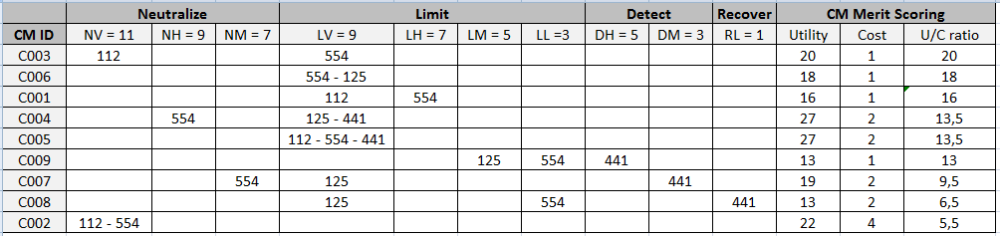 Neutralize Limit Detect Recover CM Merit Scoring
CM ID NV = 11 NH = 9 NM = 7 LV = 9 LH = 7 LM = 5 LL =3 DH = 5 DM = 3 RL = 1 Utility Cost U/C ratio
C003 112 554 20 1 20
C006 554 - 125 18 1 18
C001 112 554 16 1 16
C004 554 125 - 441 27 2 13,5
C005 112 - 554 - 441 27 2 13,5
C009 125 554 441 13 1 13
C007 554 125 441 19 2 9,5
C008 125 554 441 13 2 6,5
C002 112 - 554 22 4 5,5